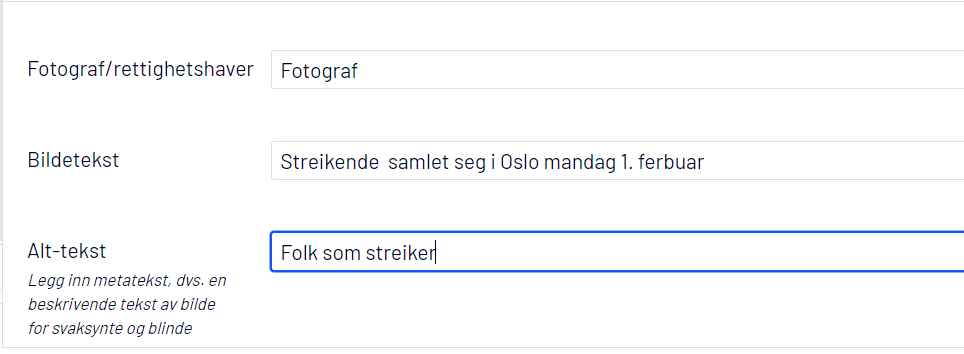 Fotograf/rettighetshaver Fotograf
Bildetekst Streikende  samlet seg i Oslo mandag 1. ferbuar
Alt-tekst Folk som streiker
Legg inn metatekst, dvs. en
beskrivende tekst av bilde
for svaksynte og blinde